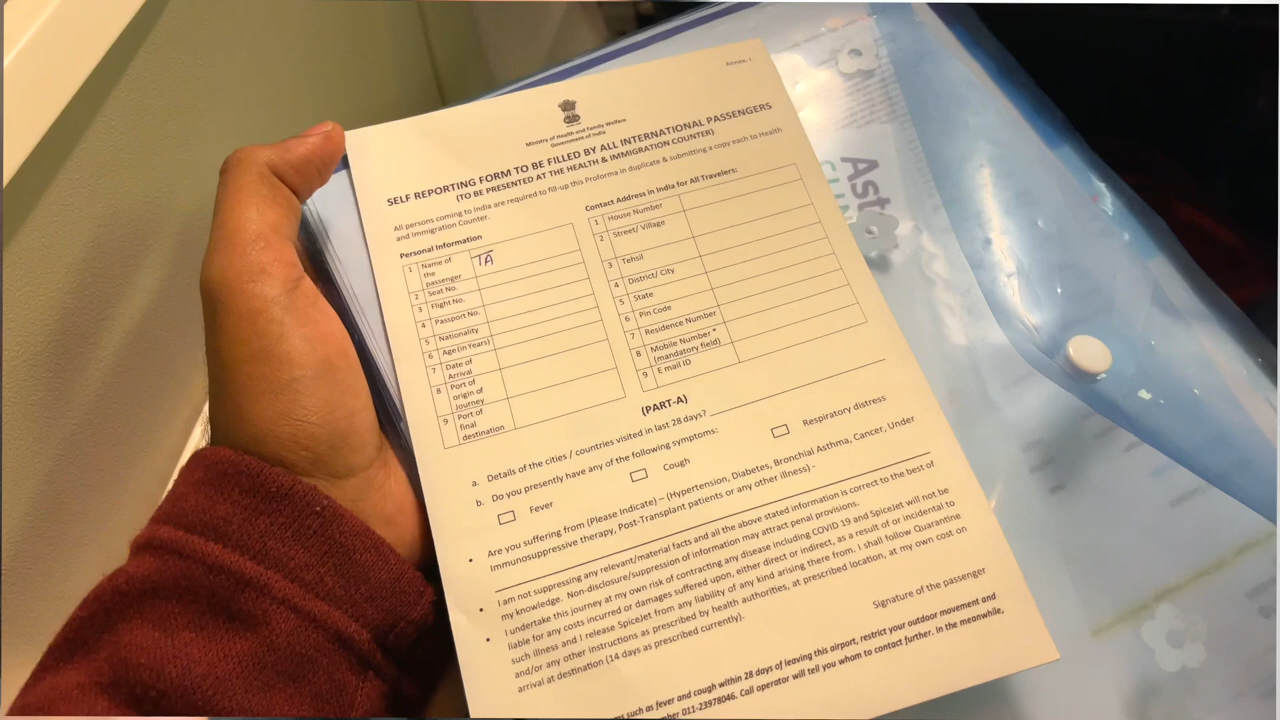 Annex. I
Ministry of Health and Family Welfare
Government of India
SELF REPORTING FORM TO BE FILLED BY ALL INTERNATIONAL PASSENGERS
(TO BE PRESENTED AT THE HEALTH & IMMIGRATION COUNTER)
All persons coming to India are required to fill-up this Proforma in duplicate & submitting a copy each to Health
and Immigration Counter.
Personal Information
1 Name of
the
passenger
TA
2 Seat No.
3 Flight No.
4 Passport No.
5 Nationality
6 Age (in Years)
7 Date of
Arrival
8 Port of
origin of
Journey
9 Port of
final
destination
Contact Address in India for All Travelers:
1 House Number
2 Street/ Village
3 Tehsil
4 District/ City
5 State
6 Pin Code
7 Residence Number
8 Mobile Number *
(mandatory field)
9 E mail ID
(PART-A)
a. Details of the cities / countries visited in last 28 days?
b. Do you presently have any of the following symptoms:
Fever
Cough
Respiratory distress
• Are you suffering from (Please Indicate) – (Hypertension, Diabetes, Bronchial Asthma, Cancer, Under
Immunosuppressive therapy, Post-Transplant patients or any other illness) -
• I am not suppressing any relevant/material facts and all the above stated information is correct to the best of
my knowledge. Non-disclosure/suppression of information may attract penal provisions.
• I undertake this journey at my own risk of contracting any disease including COVID 19 and SpiceJet will not be
liable for any costs incurred or damages suffered upon, either direct or indirect, as a result of or incidental to
such illness and I release SpiceJet from any liability of any kind arising there from. I shall follow Quarantine
and/or any other instructions as prescribed by health authorities, at prescribed location, at my own cost on
arrival at destination (14 days as prescribed currently).
Signature of the passenger
such as fever and cough within 28 days of leaving this airport, restrict your outdoor movement and
011-23978046. Call operator will tell you whom to contact further. In the meanwhile,
Ast